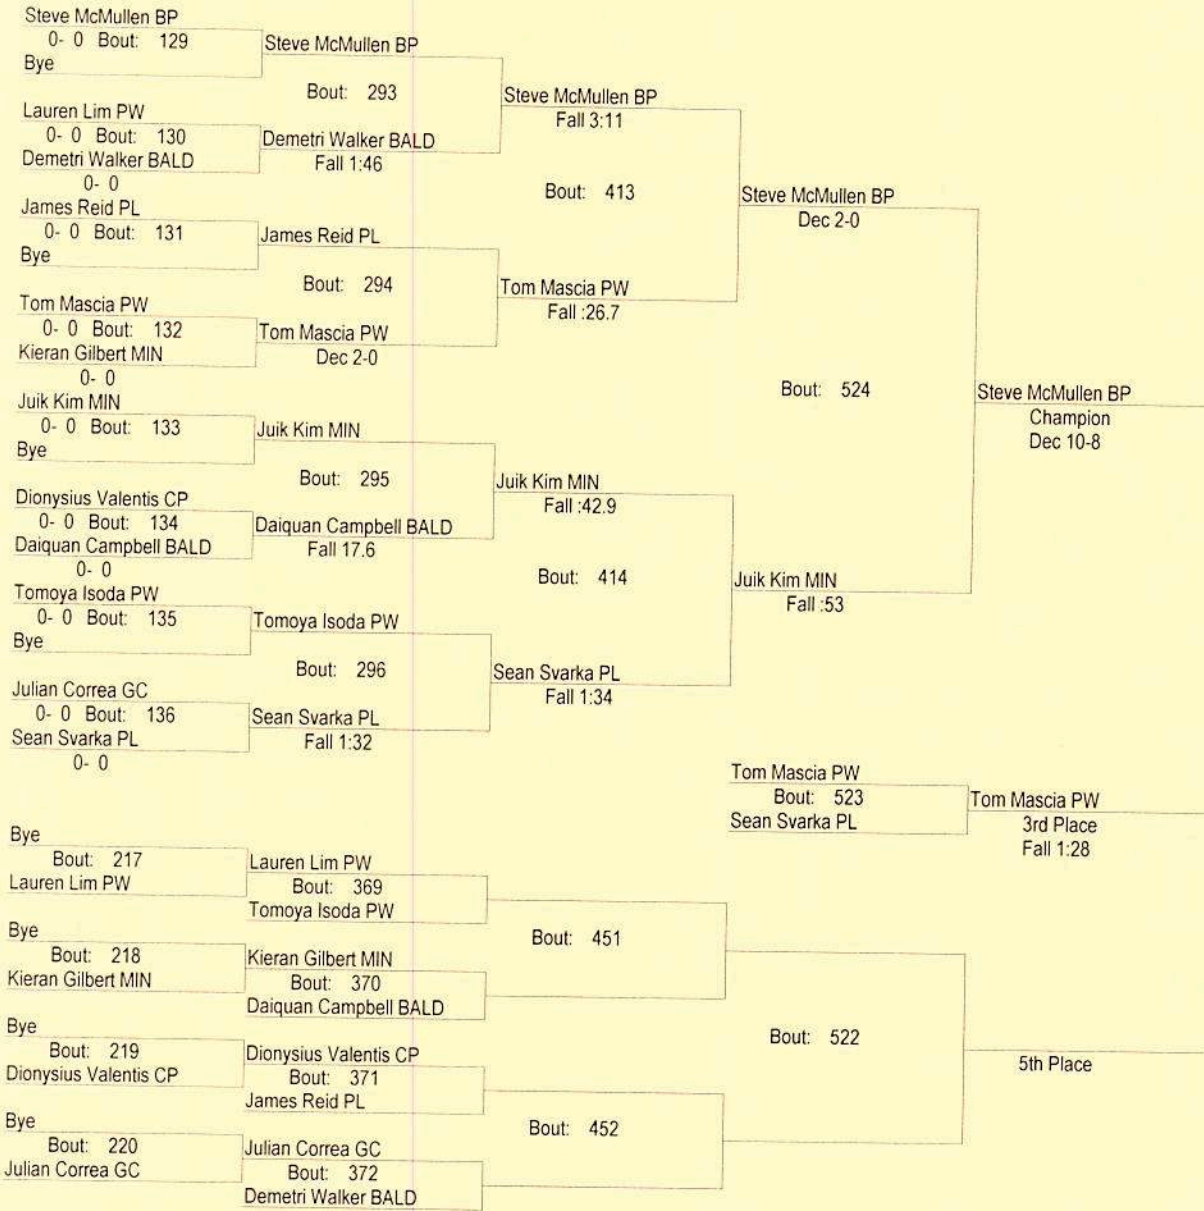 Steve McMullen BP
0- 0 Bout: 129
Bye
Steve McMullen BP
Bout: 293
Lauren Lim PW
0- 0 Bout: 130
Demetri Walker BALD
0- 0
Demetri Walker BALD
Fall 1:46
Steve McMullen BP
Fall 3:11
Bout: 413
James Reid PL
0- 0 Bout: 131
Bye
James Reid PL
Bout: 294
Tom Mascia PW
0- 0 Bout: 132
Kieran Gilbert MIN
0- 0
Tom Mascia PW
Dec 2-0
Tom Mascia PW
Fall :26.7
Steve McMullen BP
Dec 2-0
Bout: 524
Juik Kim MIN
0- 0 Bout: 133
Bye
Juik Kim MIN
Bout: 295
Dionysius Valentis CP
0- 0 Bout: 134
Daiquan Campbell BALD
0- 0
Daiquan Campbell BALD
Fall 17.6
Juik Kim MIN
Fall :42.9
Bout: 414
Tomoya Isoda PW
0- 0 Bout: 135
Bye
Tomoya Isoda PW
Bout: 296
Julian Correa GC
0- 0 Bout: 136
Sean Svarka PL
0- 0
Sean Svarka PL
Fall 1:32
Sean Svarka PL
Fall 1:34
Juik Kim MIN
Fall :53
Steve McMullen BP
Champion
Dec 10-8
Tom Mascia PW
Bout: 523
Sean Svarka PL
Tom Mascia PW
3rd Place
Fall 1:28
Bye
Bout: 217
Lauren Lim PW
Lauren Lim PW
Bout: 369
Tomoya Isoda PW
Bout: 451
Bye
Bout: 218
Kieran Gilbert MIN
Kieran Gilbert MIN
Bout: 370
Daiquan Campbell BALD
Bout: 522
Bye
Bout: 219
Dionysius Valentis CP
Dionysius Valentis CP
Bout: 371
James Reid PL
Bout: 452
Bye
Bout: 220
Julian Correa GC
Julian Correa GC
Bout: 372
Demetri Walker BALD
5th Place